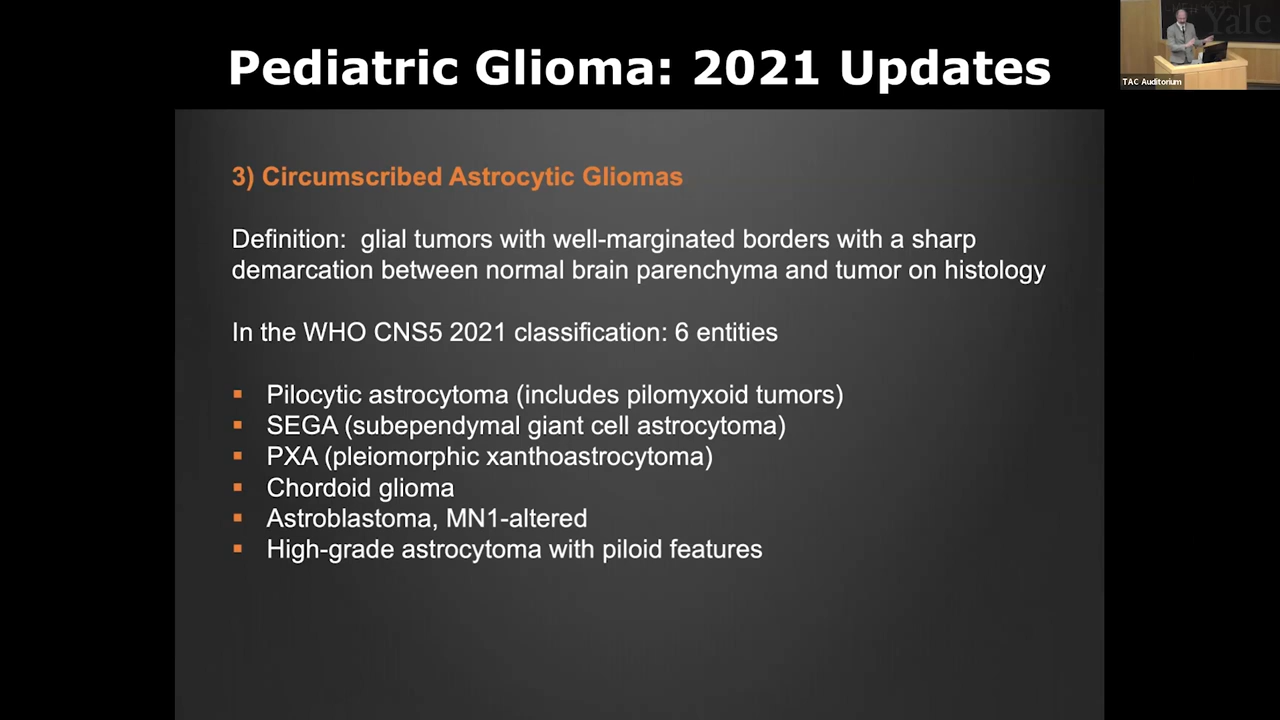 Pediatric Glioma: 2021 Updates
Yale
TAC Auditorium
3) Circumscribed Astrocytic Gliomas
Definition: glial tumors with well-marginated borders with a sharp
demarcation between normal brain parenchyma and tumor on histology
In the WHO CNS5 2021 classification: 6 entities
▪ Pilocytic astrocytoma (includes pilomyxoid tumors)
▪ SEGA (subependymal giant cell astrocytoma)
▪ PXA (pleiomorphic xanthoastrocytoma)
▪ Chordoid glioma
▪ Astroblastoma, MN1-altered
▪ High-grade astrocytoma with piloid features